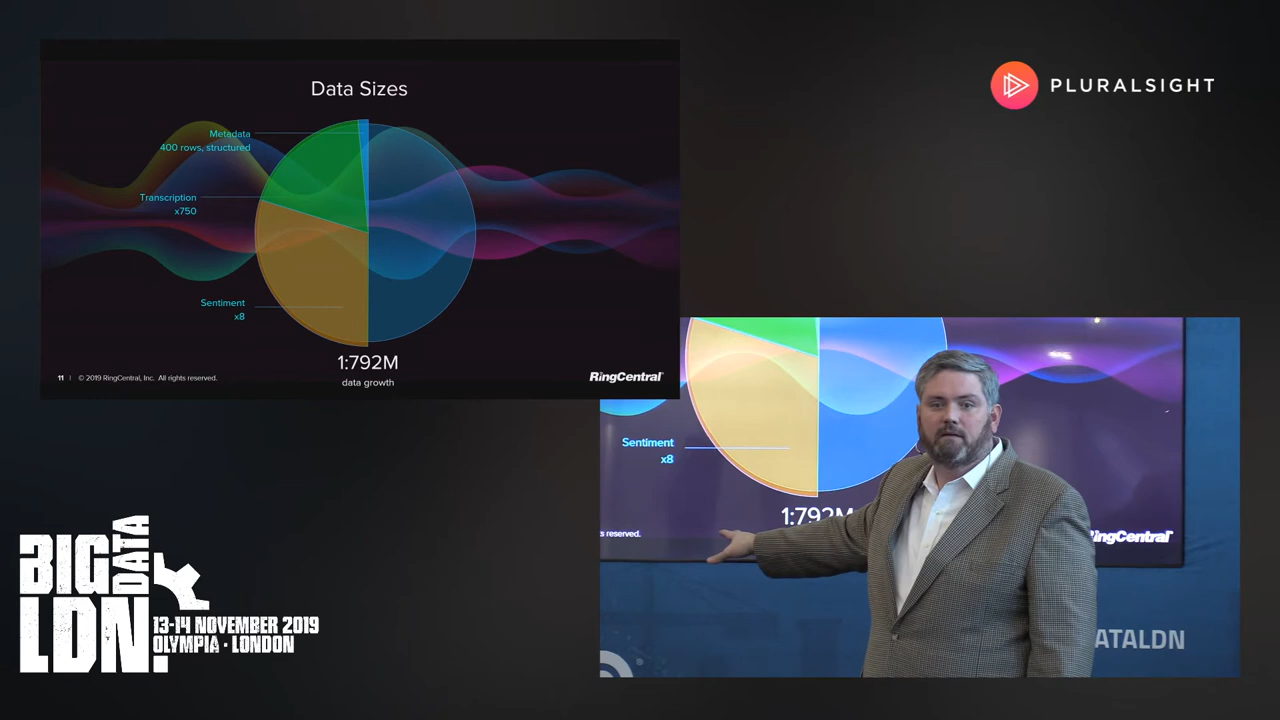 Data Sizes
Metadata
400 rows, structured
Transcription
x750
Sentiment
x8
1:792M
data growth
11 | © 2019 RingCentral, Inc. All rights reserved.
RingCentral
PLURALSIGHT
Sentiment
x8
1:792M
s reserved.
RingCentral
ATALDN
BIG
DATA
LDN.
13-14 NOVEMBER 2019
OLYMPIA · LONDON